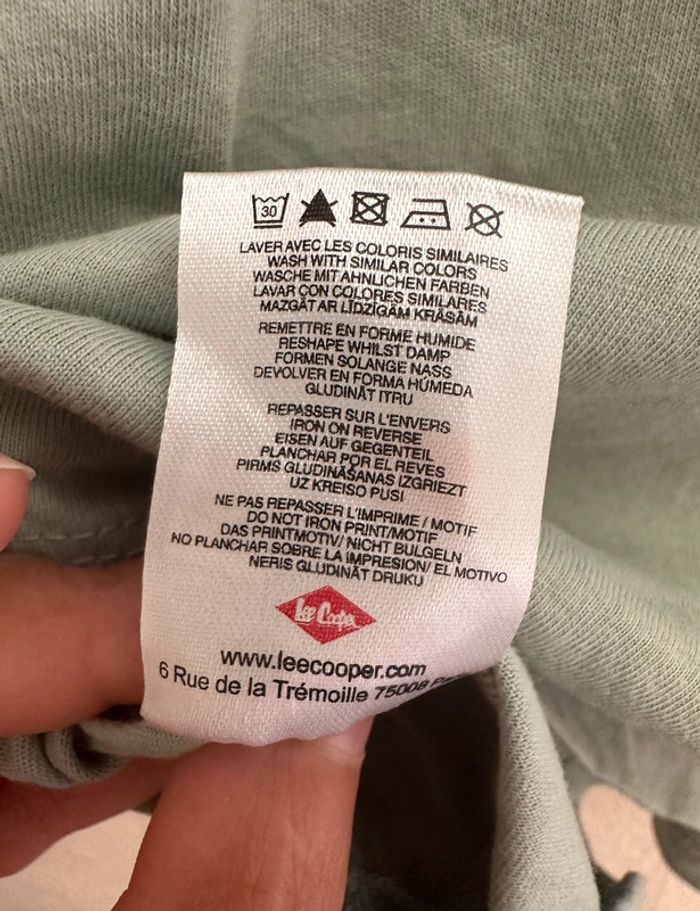 30
LAVER AVEC LES COLORIS SIMILAIRES
WASH WITH SIMILAR COLORS
WASCHE MIT AHNLICHEN FARBEN
LAVAR CON COLORES SIMILARES
MAZGĀT AR LĪDZĪGĀM KRĀSĀM
REMETTRE EN FORME HUMIDE
RESHAPE WHILST DAMP
FORMEN SOLANGE NASS
DEVOLVER EN FORMA HÚMEDA
GLUDINĀT ITRU
REPASSER SUR L'ENVERS
IRON ON REVERSE
EISEN AUF GEGENTEIL
PLANCHAR POR EL REVES
PIRMS GLUDINĀŠANAS IZGRIEZT
UZ KREISO PUSI
NE PAS REPASSER L'IMPRIME / MOTIF
DO NOT IRON PRINT/MOTIF
DAS PRINTMOTIV/ NICHT BULGELN
NO PLANCHAR SOBRE LA IMPRESION/ EL MOTIVO
NERIS GLUDINĀT DRUKU
Lee Cooper
www.leecooper.com
6 Rue de la Trémoille 75008